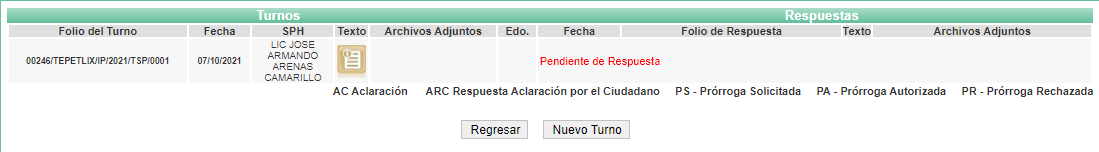 Turnos Respuestas
Folio del Turno Fecha SPH Texto Archivos Adjuntos Edo. Fecha Folio de Respuesta Texto Archivos Adjuntos
00246/TEPETLIX/IP/2021/TSP/0001 07/10/2021 LIC JOSE
ARMANDO
ARENAS
CAMARILLO
Pendiente de Respuesta
AC Aclaración ARC Respuesta Aclaración por el Ciudadano PS - Prórroga Solicitada PA - Prórroga Autorizada PR - Prórroga Rechazada
Regresar Nuevo Turno